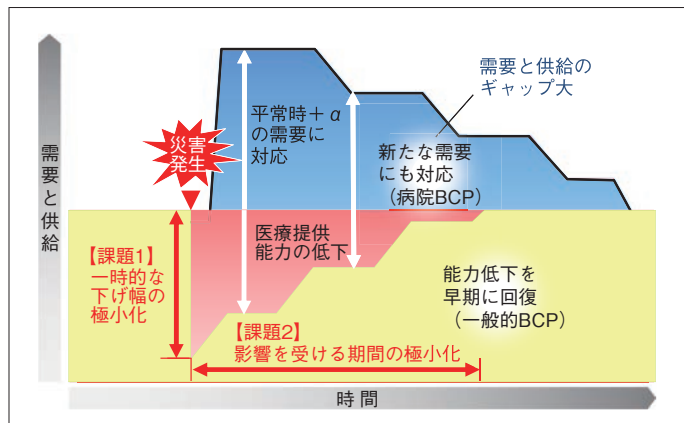 需要と供給の
ギャップ大
平常時＋α
の需要に
対応
災害
発生
新たな需要
にも対応
（病院BCP）
需要と供給
医療提供
能力の低下
【課題1】
一時的な
下げ幅の
極小化
能力低下を
早期に回復
（一般的BCP）
【課題2】
影響を受ける期間の極小化
時間